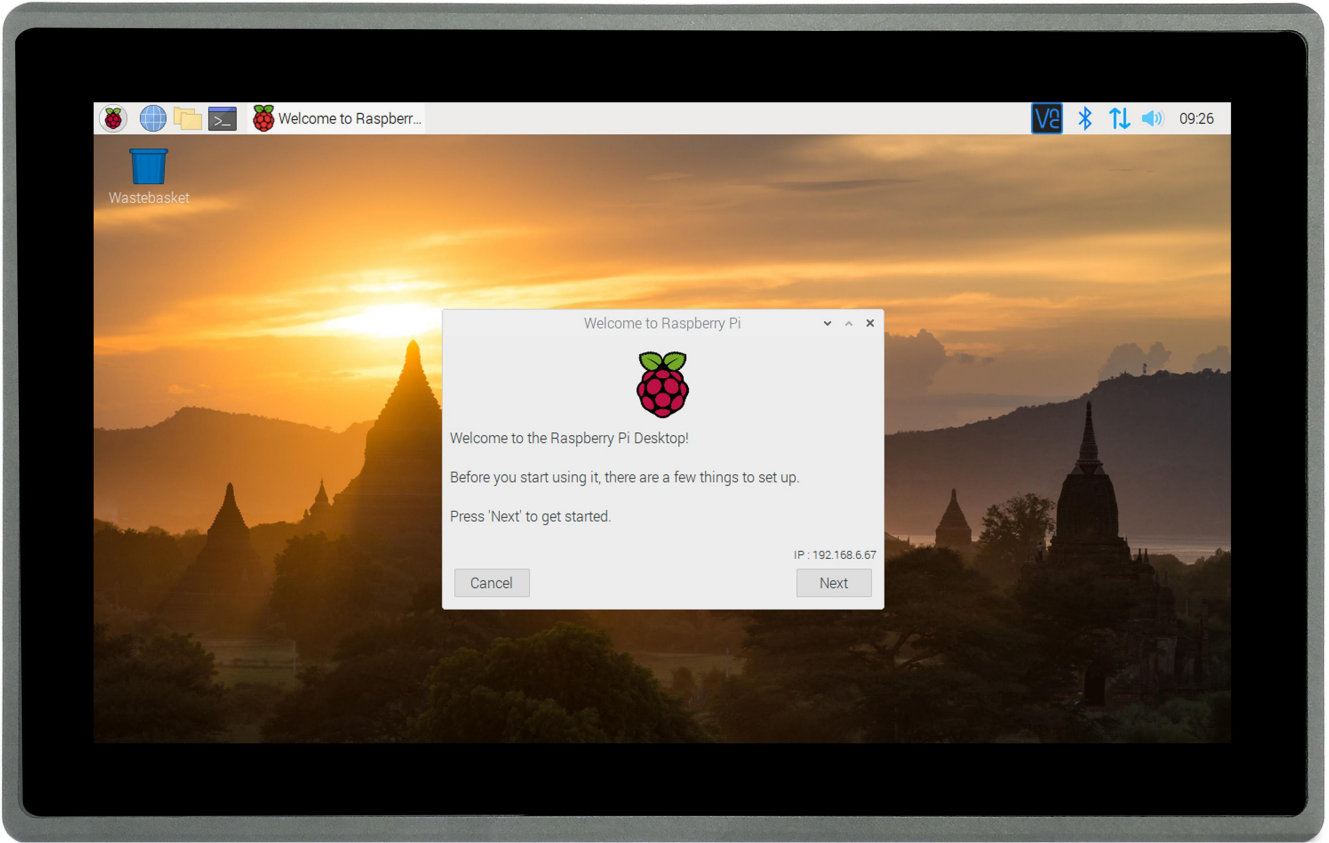 Welcome to Raspberr...
09:26
Wastebasket
Welcome to Raspberry Pi
Welcome to the Raspberry Pi Desktop!
Before you start using it, there are a few things to set up.
Press 'Next' to get started.
IP : 192.168.6.67
Cancel
Next